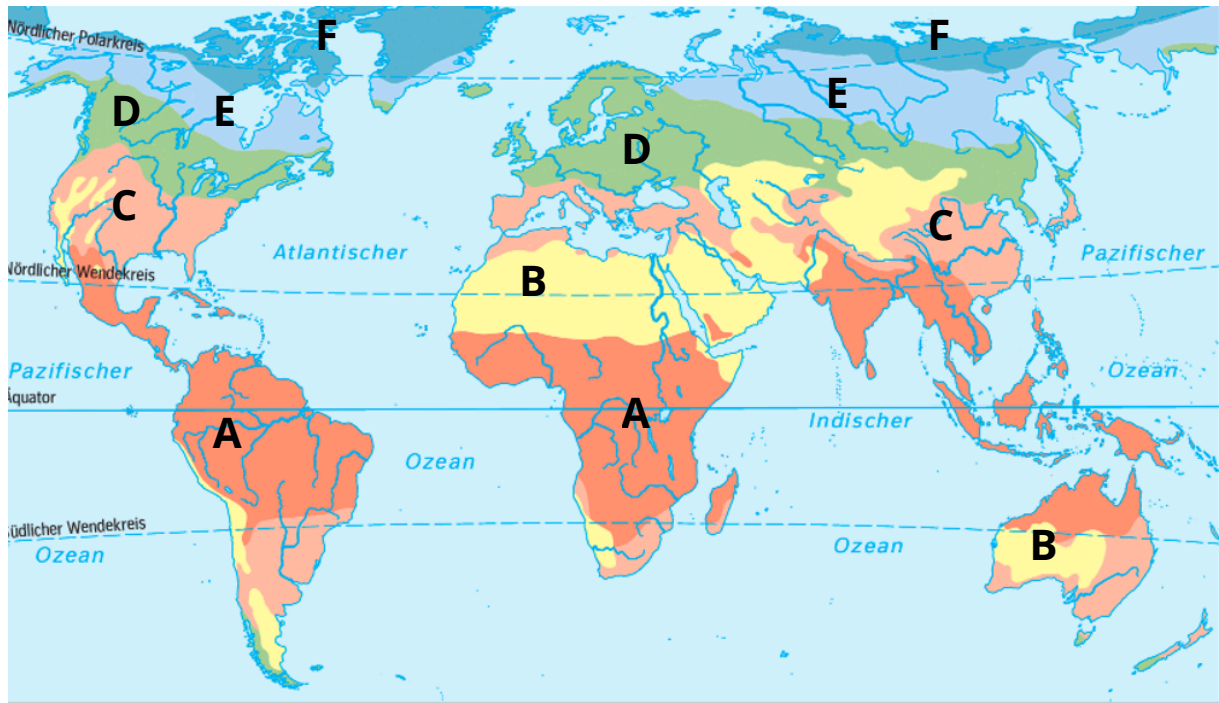 F
F
Nördlicher Polarkreis
E
D
E
D
C
C
Atlantischer
Pazifischer
Nördlicher Wendekreis
B
Pazifischer
Ozean
Äquator
A
Indischer
A
Ozean
südlicher Wendekreis
Ozean
Ozean
B